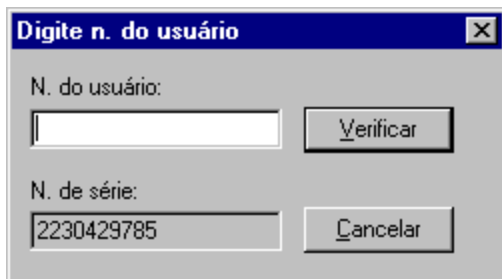 Digite n. do usuário
N. do usuário:
Verificar
N. de série:
2230429785
Cancelar